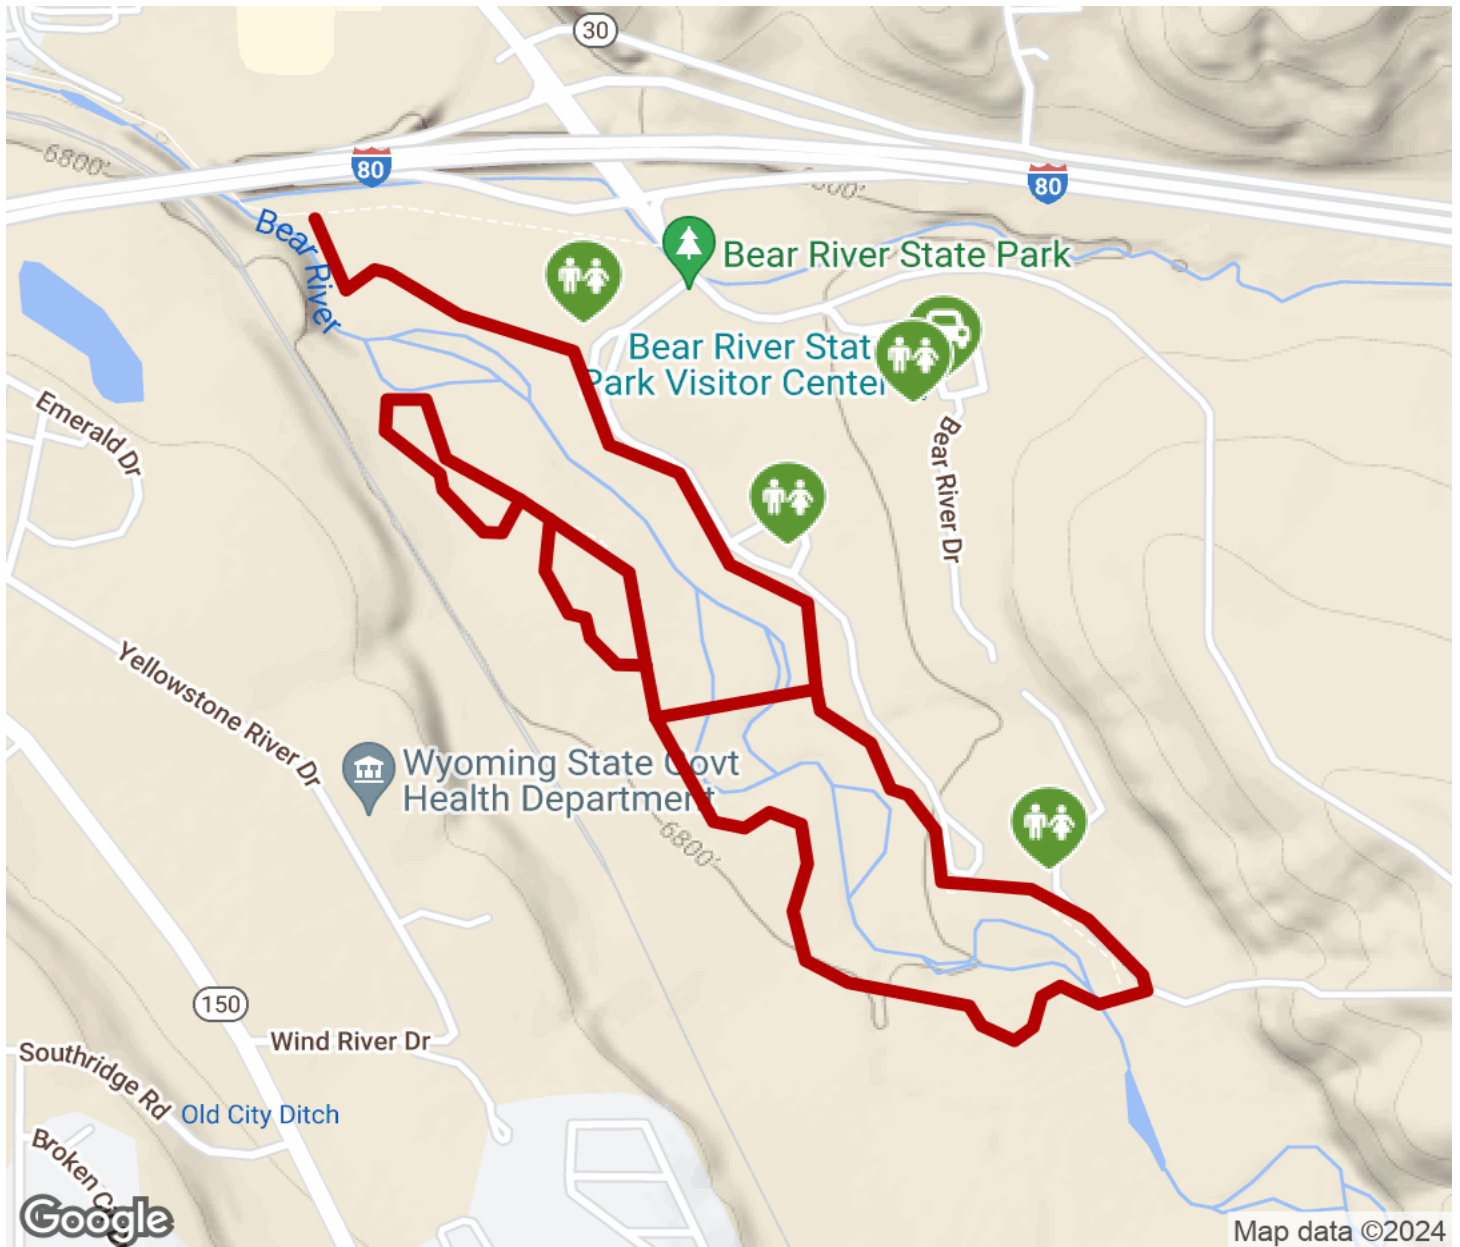 30
6800'
80
80
Bear River
Bear River State Park
Bear River Stat
Park Visitor Center
Emerald Dr
Bear River Dr
Yellowstone River Dr
Wyoming State Govt
Health Department
6800'
150
Wind River Dr
Southridge Rd
Old City Ditch
Broken
Google
Map data ©2024